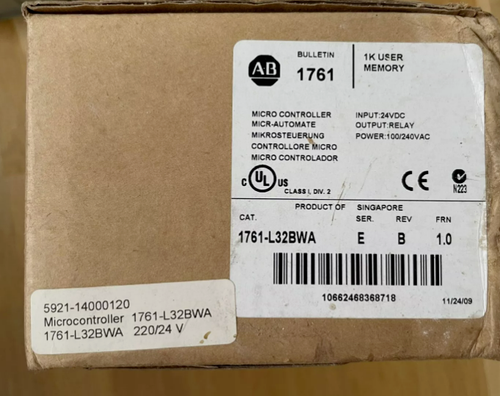 AB
BULLETIN
1761
1K USER
MEMORY
MICRO CONTROLLER
MICR-AUTOMATE
MIKROSTEUERUNG
CONTROLLORE MICRO
MICRO CONTROLADOR
INPUT:24VDC
OUTPUT:RELAY
POWER:100/240VAC
C UL US
CLASS I, DIV. 2
CE
N223
PRODUCT OF SINGAPORE
CAT. SER. REV FRN
1761-L32BWA E B 1.0
10662468368718
11/24/09
5921-14000120
Microcontroller 1761-L32BWA
1761-L32BWA 220/24 V